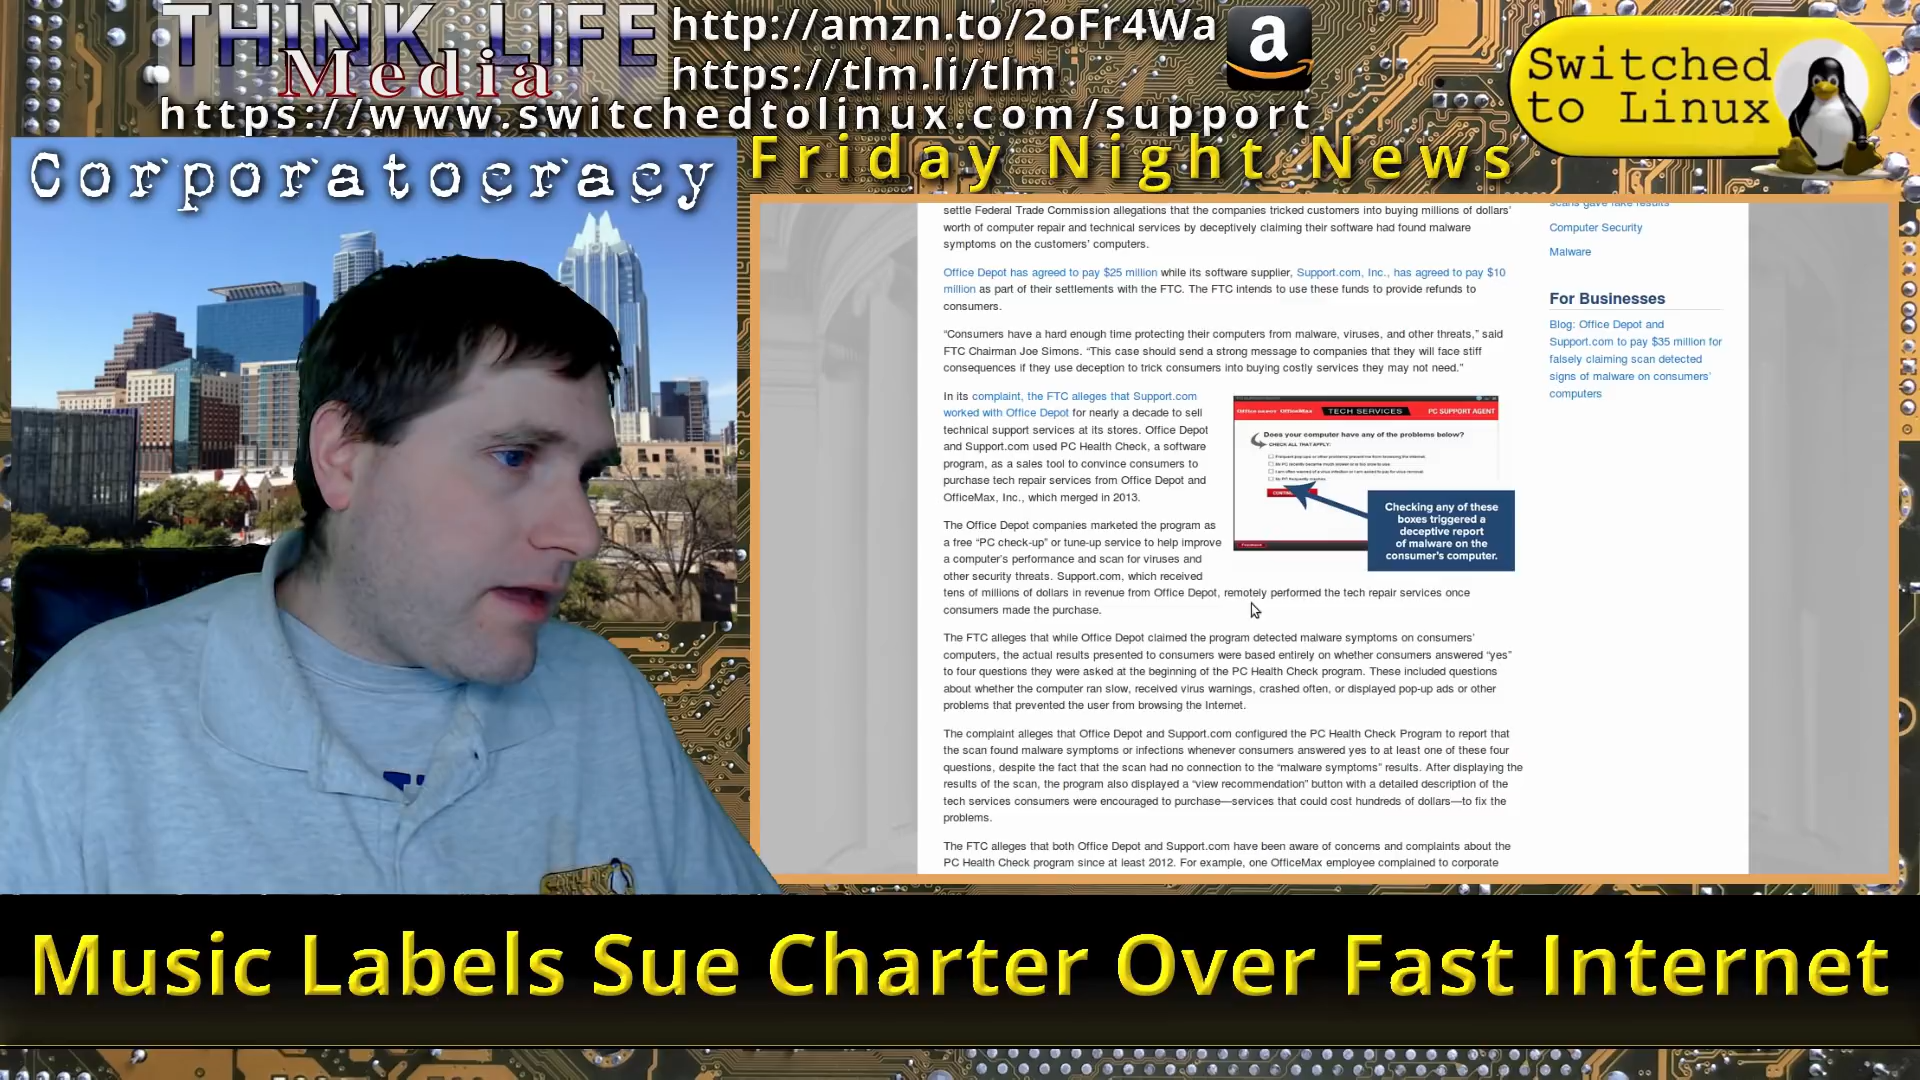 THINK LIFE
Media
http://amzn.to/2oFr4Wa
https://tlm.li/tlm
https://www.switchedtolinux.com/support
a
Switched
to Linux
Corporatocracy
Friday Night News
settle Federal Trade Commission allegations that the companies tricked customers into buying millions of dollars'
worth of computer repair and technical services by deceptively claiming their software had found malware
symptoms on the customers' computers.
Office Depot has agreed to pay $25 million while its software supplier, Support.com, Inc., has agreed to pay $10
million as part of their settlements with the FTC. The FTC intends to use these funds to provide refunds to
consumers.
“Consumers have a hard enough time protecting their computers from malware, viruses, and other threats,” said
FTC Chairman Joe Simons. “This case should send a strong message to companies that they will face stiff
consequences if they use deception to trick consumers into buying costly services they may not need.”
In its complaint, the FTC alleges that Support.com
worked with Office Depot for nearly a decade to sell
technical support services at its stores. Office Depot
and Support.com used PC Health Check, a software
program, as a sales tool to convince consumers to
purchase tech repair services from Office Depot and
OfficeMax, Inc., which merged in 2013.
The Office Depot companies marketed the program as
a free “PC check-up” or tune-up service to help improve
a computer's performance and scan for viruses and
other security threats. Support.com, which received
tens of millions of dollars in revenue from Office Depot, remotely performed the tech repair services once
consumers made the purchase.
Office DEPOT OfficeMax TECH SERVICES PC SUPPORT AGENT
Does your computer have any of the problems below?
CHECK ALL THAT APPLY:
Checking any of these
boxes triggered a
deceptive report
of malware on the
consumer's computer.
The FTC alleges that while Office Depot claimed the program detected malware symptoms on consumers'
computers, the actual results presented to consumers were based entirely on whether consumers answered “yes”
to four questions they were asked at the beginning of the PC Health Check program. These included questions
about whether the computer ran slow, received virus warnings, crashed often, or displayed pop-up ads or other
problems that prevented the user from browsing the Internet.
The complaint alleges that Office Depot and Support.com configured the PC Health Check Program to report that
the scan found malware symptoms or infections whenever consumers answered yes to at least one of these four
questions, despite the fact that the scan had no connection to the “malware symptoms” results. After displaying the
results of the scan, the program also displayed a “view recommendation” button with a detailed description of the
tech services consumers were encouraged to purchase—services that could cost hundreds of dollars—to fix the
problems.
The FTC alleges that both Office Depot and Support.com have been aware of concerns and complaints about the
PC Health Check program since at least 2012. For example, one OfficeMax employee complained to corporate
scans gave fake results
Computer Security
Malware
For Businesses
Blog: Office Depot and
Support.com to pay $35 million for
falsely claiming scan detected
signs of malware on consumers'
computers
Music Labels Sue Charter Over Fast Internet